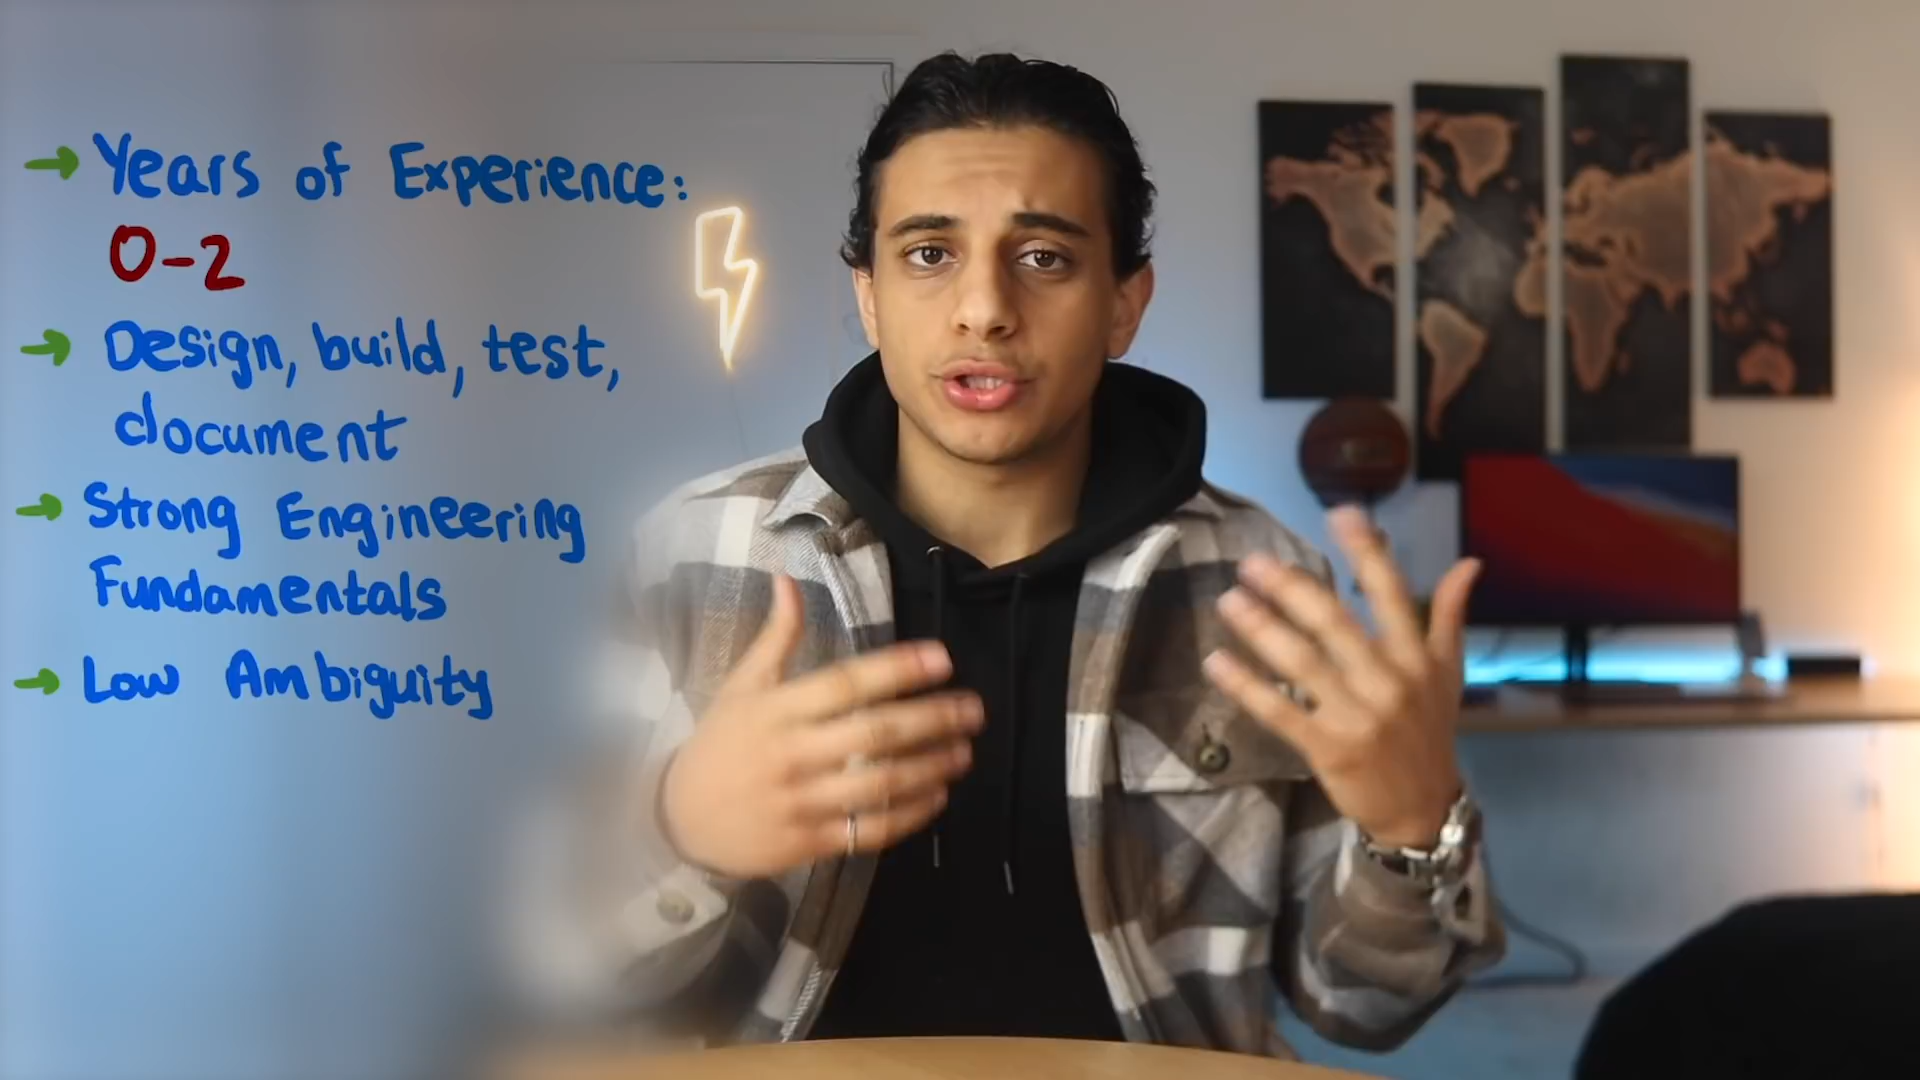 → Years of Experience:
0-2
→ Design, build, test,
document
→ Strong Engineering
Fundamentals
→ Low Ambiguity